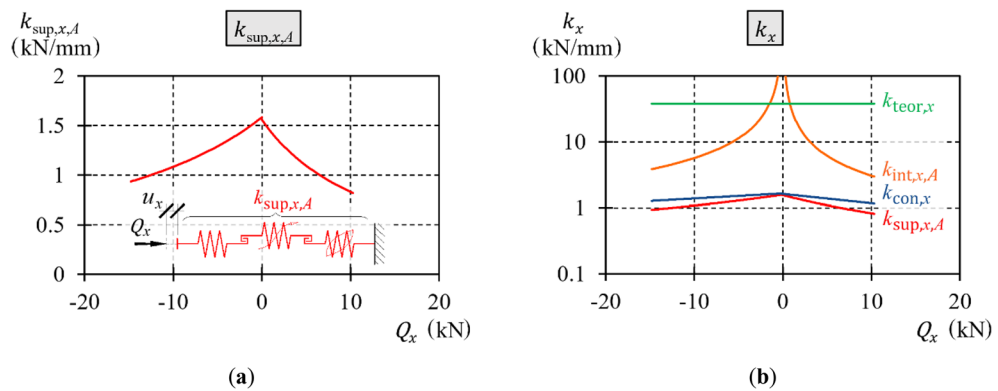 k_sup,x,A
(kN/mm)
k_sup,x,A
2
1.5
1
0.5
0
u_x
Q_x
k_sup,x,A
-20 -10 0 10 20
Q_x (kN)
(a)
k_x
(kN/mm)
k_x
100
10
1
0.1
k_teor,x
k_int,x,A
k_con,x
k_sup,x,A
-20 -10 0 10 20
Q_x (kN)
(b)